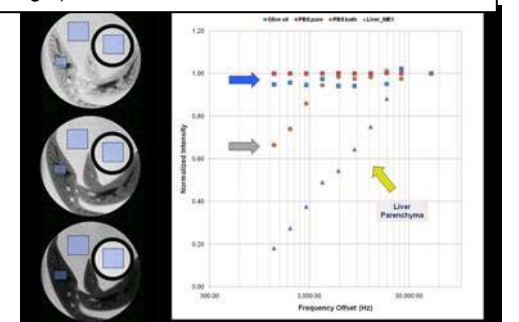 Olive oil PBS pure PBS bath Liver_ME1
1.20
1.00
0.80
0.60
0.40
0.20
0.00
Normalized Intensity
Liver
Parenchyma
300.00 3,000.00 30,000.00
Frequency Offset (Hz)